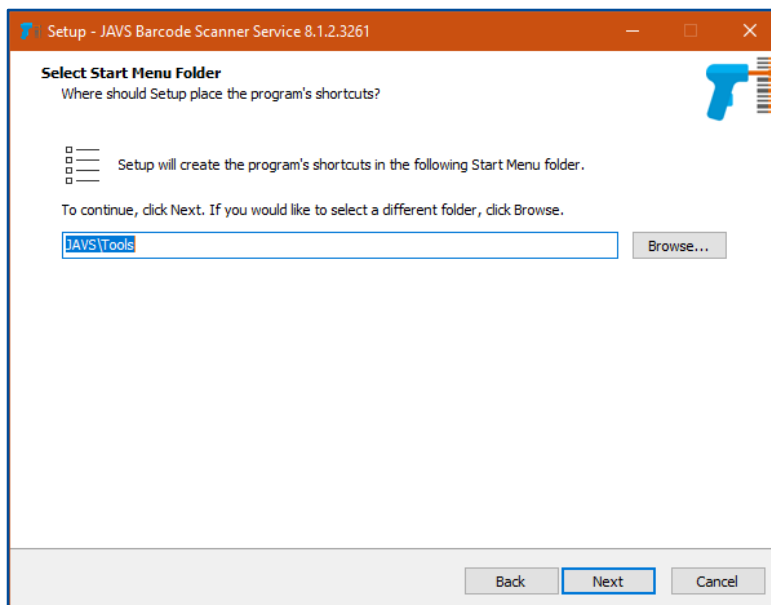 Setup - JAVS Barcode Scanner Service 8.1.2.3261
Select Start Menu Folder
Where should Setup place the program's shortcuts?
Setup will create the program's shortcuts in the following Start Menu folder.
To continue, click Next. If you would like to select a different folder, click Browse.
JAVS\Tools
Browse...
Back
Next
Cancel